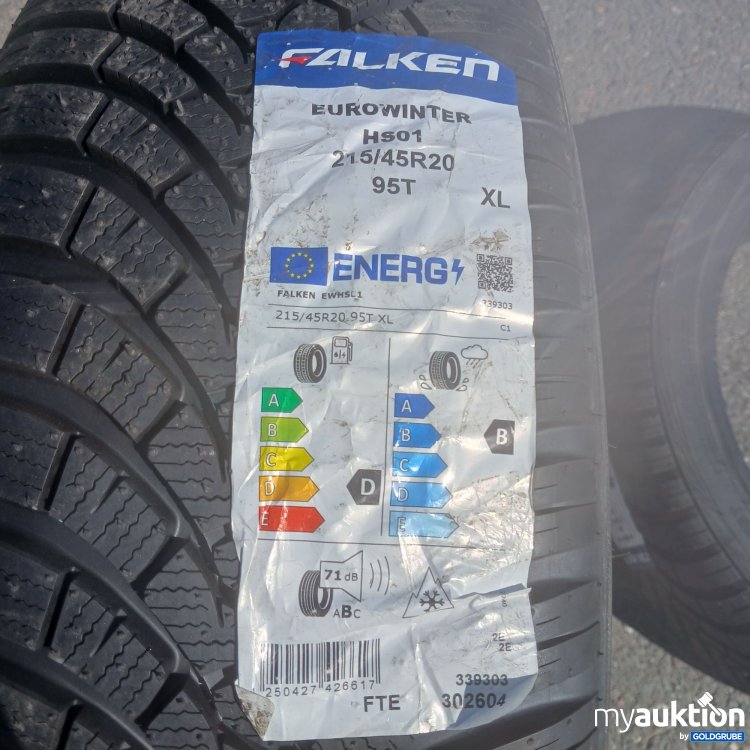 FALKEN
EUROWINTER
HS01
215/45R20
95T
XL
ENERG
FALKEN EWHS01
339303
215/45R20 95T XL
C1
A
B
C
D
E
D
A
B
C
D
E
B
71 dB
ABC
2E
2E
250427 426617
339303
FTE 302604
myauktion
by GOLDGRUBE